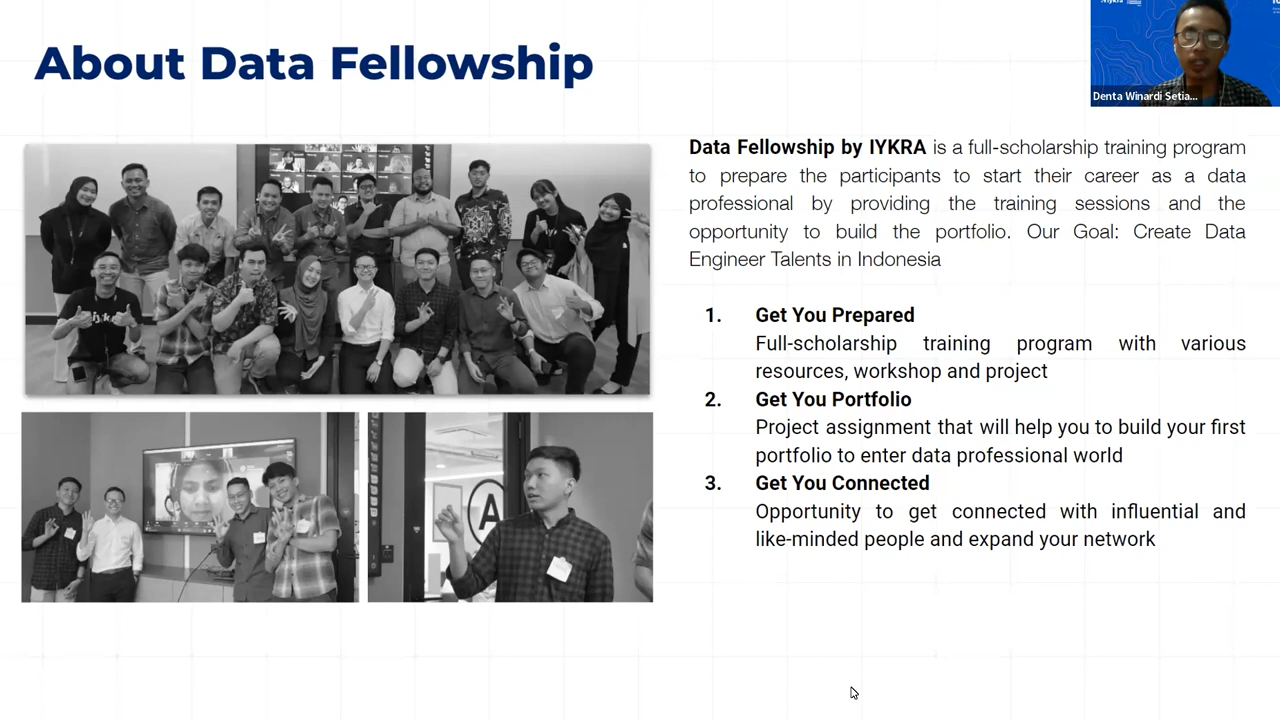 About Data Fellowship
Denta Winardi Setia...
Data Fellowship by IYKRA is a full-scholarship training program
to prepare the participants to start their career as a data
professional by providing the training sessions and the
opportunity to build the portfolio. Our Goal: Create Data
Engineer Talents in Indonesia
1. Get You Prepared
Full-scholarship training program with various
resources, workshop and project
2. Get You Portfolio
Project assignment that will help you to build your first
portfolio to enter data professional world
3. Get You Connected
Opportunity to get connected with influential and
like-minded people and expand your network
A